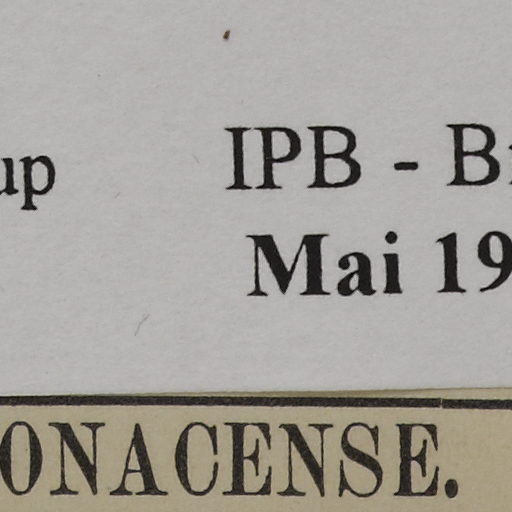 up IPB - B
Mai 19
ONACENSE.